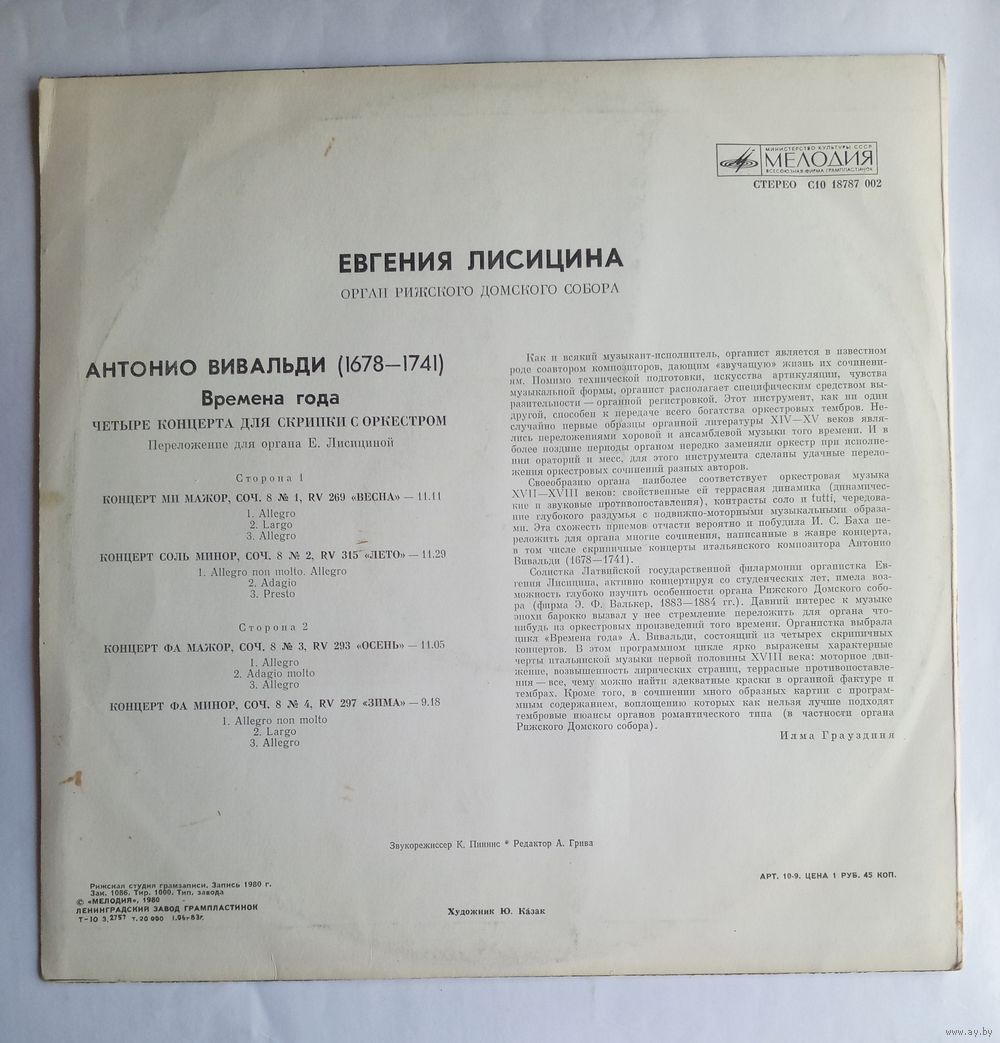 МИНИСТЕРСТВО КУЛЬТУРЫ СССР
МЕЛОДИЯ
ВСЕСОЮЗНАЯ ФИРМА ГРАМПЛАСТИНОК
СТЕРЕО С10 18787 002
ЕВГЕНИЯ ЛИСИЦИНА
ОРГАН РИЖСКОГО ДОМСКОГО СОБОРА
АНТОНИО ВИВАЛЬДИ (1678—1741)
Времена года
ЧЕТЫРЕ КОНЦЕРТА ДЛЯ СКРИПКИ С ОРКЕСТРОМ
Переложение для органа Е. Лисициной
Сторона 1
КОНЦЕРТ МИ МАЖОР, СОЧ. 8 № 1, RV 269 «ВЕСНА» — 11.11
1. Allegro
2. Largo
3. Allegro
КОНЦЕРТ СОЛЬ МИНОР, СОЧ. 8 № 2, RV 315 «ЛЕТО» — 11.29
1. Allegro non molto. Allegro
2. Adagio
3. Presto
Сторона 2
КОНЦЕРТ ФА МАЖОР, СОЧ. 8 № 3, RV 293 «ОСЕНЬ» — 11.05
1. Allegro
2. Adagio molto
3. Allegro
КОНЦЕРТ ФА МИНОР, СОЧ. 8 № 4, RV 297 «ЗИМА» — 9.18
1. Allegro non molto
2. Largo
3. Allegro
Как и всякий музыкант-исполнитель, органист является в известном
роде соавтором композиторов, дающим «звучащую» жизнь их сочинени-
ям. Помимо технической подготовки, искусства артикуляции, чувства
музыкальной формы, органист располагает специфическим средством вы-
разительности — органной регистровкой. Этот инструмент, как ни один
другой, способен к передаче всего богатства оркестровых тембров. Не-
случайно первые образцы органной литературы XIV—XV веков явля-
лись переложениями хоровой и ансамблевой музыки того времени. И в
более поздние периоды органом нередко заменяли оркестр при исполне-
нии ораторий и месс, для этого инструмента сделаны удачные перело-
жения оркестровых сочинений разных авторов.
Своеобразию органа наиболее соответствует оркестровая музыка
XVII—XVIII веков: свойственные ей террасная динамика (динамичес-
кие и звуковые противопоставления), контрасты соло и tutti, чередова-
ние глубокого раздумья с подвижно-моторными музыкальными образа-
ми. Эта схожесть приемов отчасти вероятно и побудила И. С. Баха пе-
реложить для органа многие сочинения, написанные в жанре концерта,
в том числе скрипичные концерты итальянского композитора Антонио
Вивальди (1678—1741).
Солистка Латвийской государственной филармонии органистка Ев-
гения Лисицина, активно концертируя со студенческих лет, имела воз-
можность глубоко изучить особенности органа Рижского Домского собо-
ра (фирма Э. Ф. Валькер, 1883—1884 гг.). Давний интерес к музыке
эпохи барокко вызвал у нее стремление переложить для органа что-
нибудь из оркестровых произведений того времени. Органистка выбрала
цикл «Времена года» А. Вивальди, состоящий из четырех скрипичных
концертов. В этом программном цикле ярко выражены характерные
черты итальянской музыки первой половины XVIII века: моторное дви-
жение, возвышенность лирических страниц, террасные противопоставле-
ния — все, чему можно найти адекватные краски в органной фактуре и
тембрах. Кроме того, в сочинении много образных картин с програм-
мным содержанием, воплощению которых как нельзя лучше подходят
тембровые нюансы органов романтического типа (в частности органа
Рижского Домского собора).
Илма Граудзиня
Звукорежиссер К. Пиннис * Редактор А. Грива
Рижская студия грамзаписи. Запись 1980 г.
Зак. 1086. Тир. 1000. Тип. завода
© «МЕЛОДИЯ», 1980
ЛЕНИНГРАДСКИЙ ЗАВОД ГРАМПЛАСТИНОК
Т-10 З.2757 т.20 000 1.04-83г.
Художник Ю. Казак
АРТ. 10-9. ЦЕНА 1 РУБ. 45 КОП.
www.ay.by